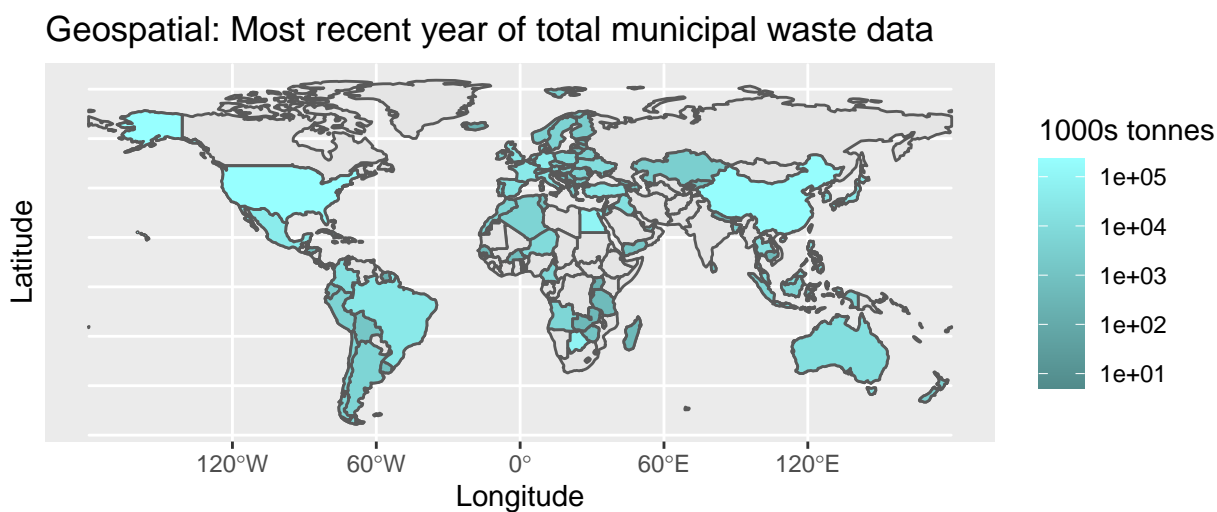 Geospatial: Most recent year of total municipal waste data
Latitude
120°W 60°W 0° 60°E 120°E
Longitude
1000s tonnes
1e+05
1e+04
1e+03
1e+02
1e+01